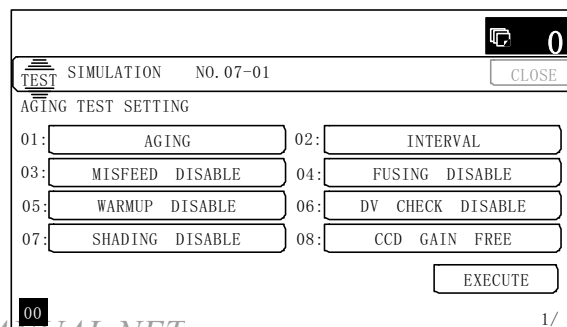 0
TEST SIMULATION NO. 07-01 CLOSE
AGING TEST SETTING
01: AGING 02: INTERVAL
03: MISFEED DISABLE 04: FUSING DISABLE
05: WARMUP DISABLE 06: DV CHECK DISABLE
07: SHADING DISABLE 08: CCD GAIN FREE
EXECUTE
00 1/